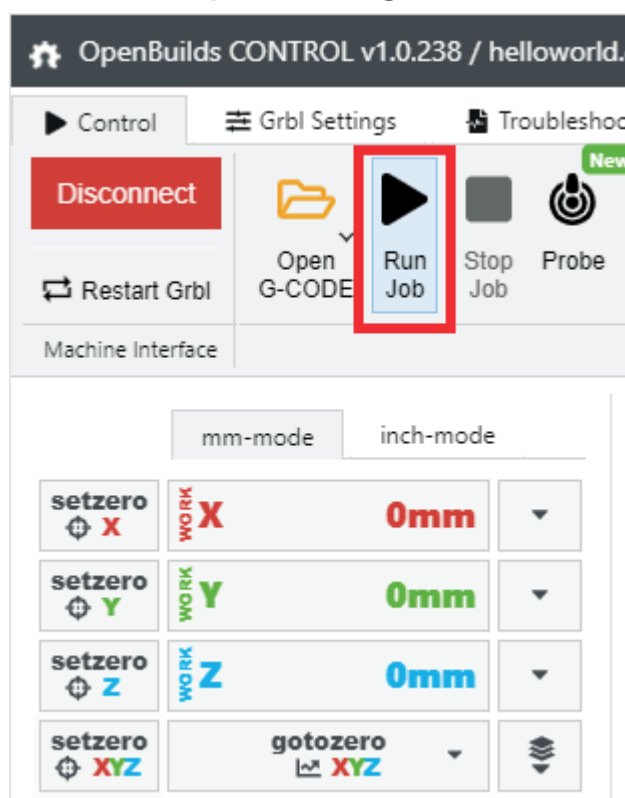 OpenBuilds CONTROL v1.0.238 / helloworld.
Control Grbl Settings Troubleshoo
New
Disconnect
Open G-CODE
Run Job
Stop Job
Probe
Restart Grbl
Machine Interface
mm-mode inch-mode
setzero X
WORK X 0mm
setzero Y
WORK Y 0mm
setzero Z
WORK Z 0mm
setzero XYZ
gotozero XYZ